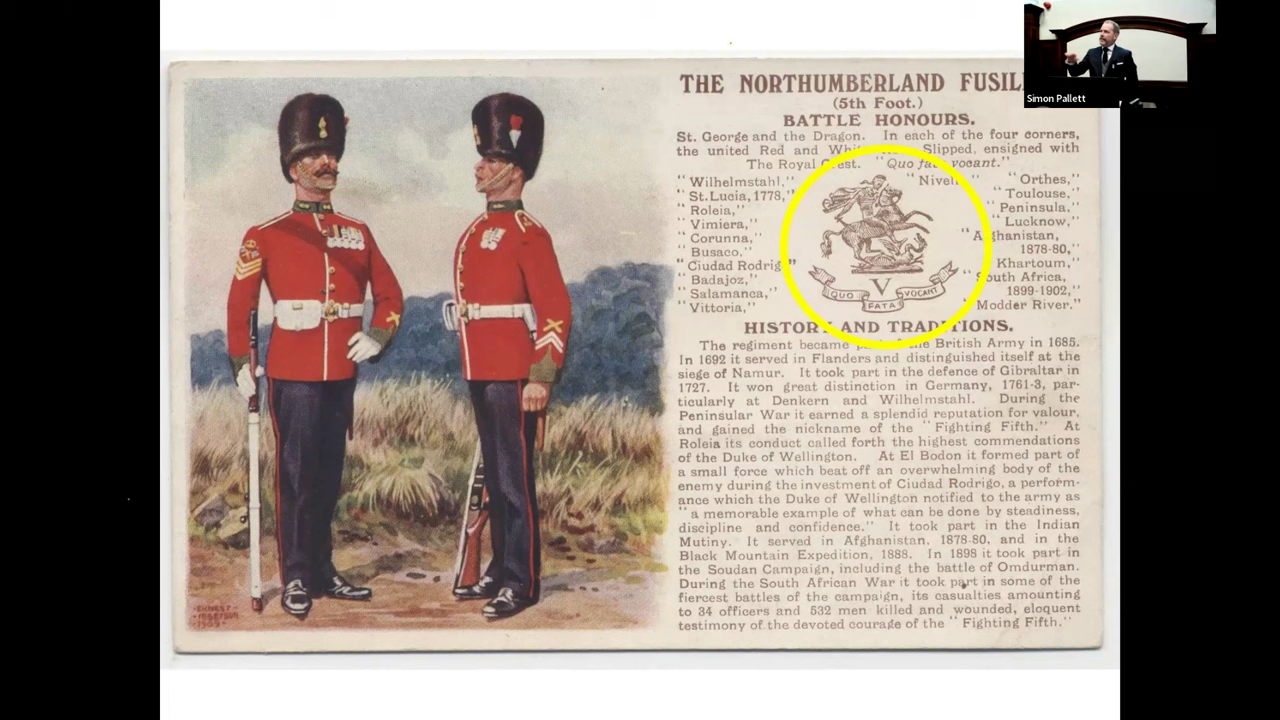 Simon Pallett
THE NORTHUMBERLAND FUSIL
(5th Foot.)
BATTLE HONOURS.
St. George and the Dragon. In each of the four corners,
the united Red and Slipped, ensigned with
The Royal Crest. "Quo fata vocant."
"Wilhelmstahl,"
"St. Lucia, 1778,"
"Roleia,"
"Vimiera,"
"Corunna,"
"Busaco,"
"Ciudad Rodrig"
"Badajoz,"
"Salamanca,"
"Vittoria,"
"Nivelle,"
"Orthes,"
"Toulouse,"
"Peninsula,"
"Lucknow,"
"Afghanistan,
1878-80,"
"Khartoum,"
"South Africa,
1899-1902,"
"Modder River."
V
QUO FATA VOCANT
HISTORY AND TRADITIONS.
The regiment became part of the British Army in 1685.
In 1692 it served in Flanders and distinguished itself at the
siege of Namur. It took part in the defence of Gibraltar in
1727. It won great distinction in Germany, 1761-3, par-
ticularly at Denkern and Wilhelmstahl. During the
Peninsular War it earned a splendid reputation for valour,
and gained the nickname of the "Fighting Fifth." At
Roleia its conduct called forth the highest commendations
of the Duke of Wellington. At El Bodon it formed part of
a small force which beat off an overwhelming body of the
enemy during the investment of Ciudad Rodrigo, a perform-
ance which the Duke of Wellington notified to the army as
"a memorable example of what can be done by steadiness,
discipline and confidence." It took part in the Indian
Mutiny. It served in Afghanistan, 1878-80, and in the
Black Mountain Expedition, 1888. In 1898 it took part in
the Soudan Campaign, including the battle of Omdurman.
During the South African War it took part in some of the
fiercest battles of the campaign, its casualties amounting
to 34 officers and 532 men killed and wounded, eloquent
testimony of the devoted courage of the "Fighting Fifth."